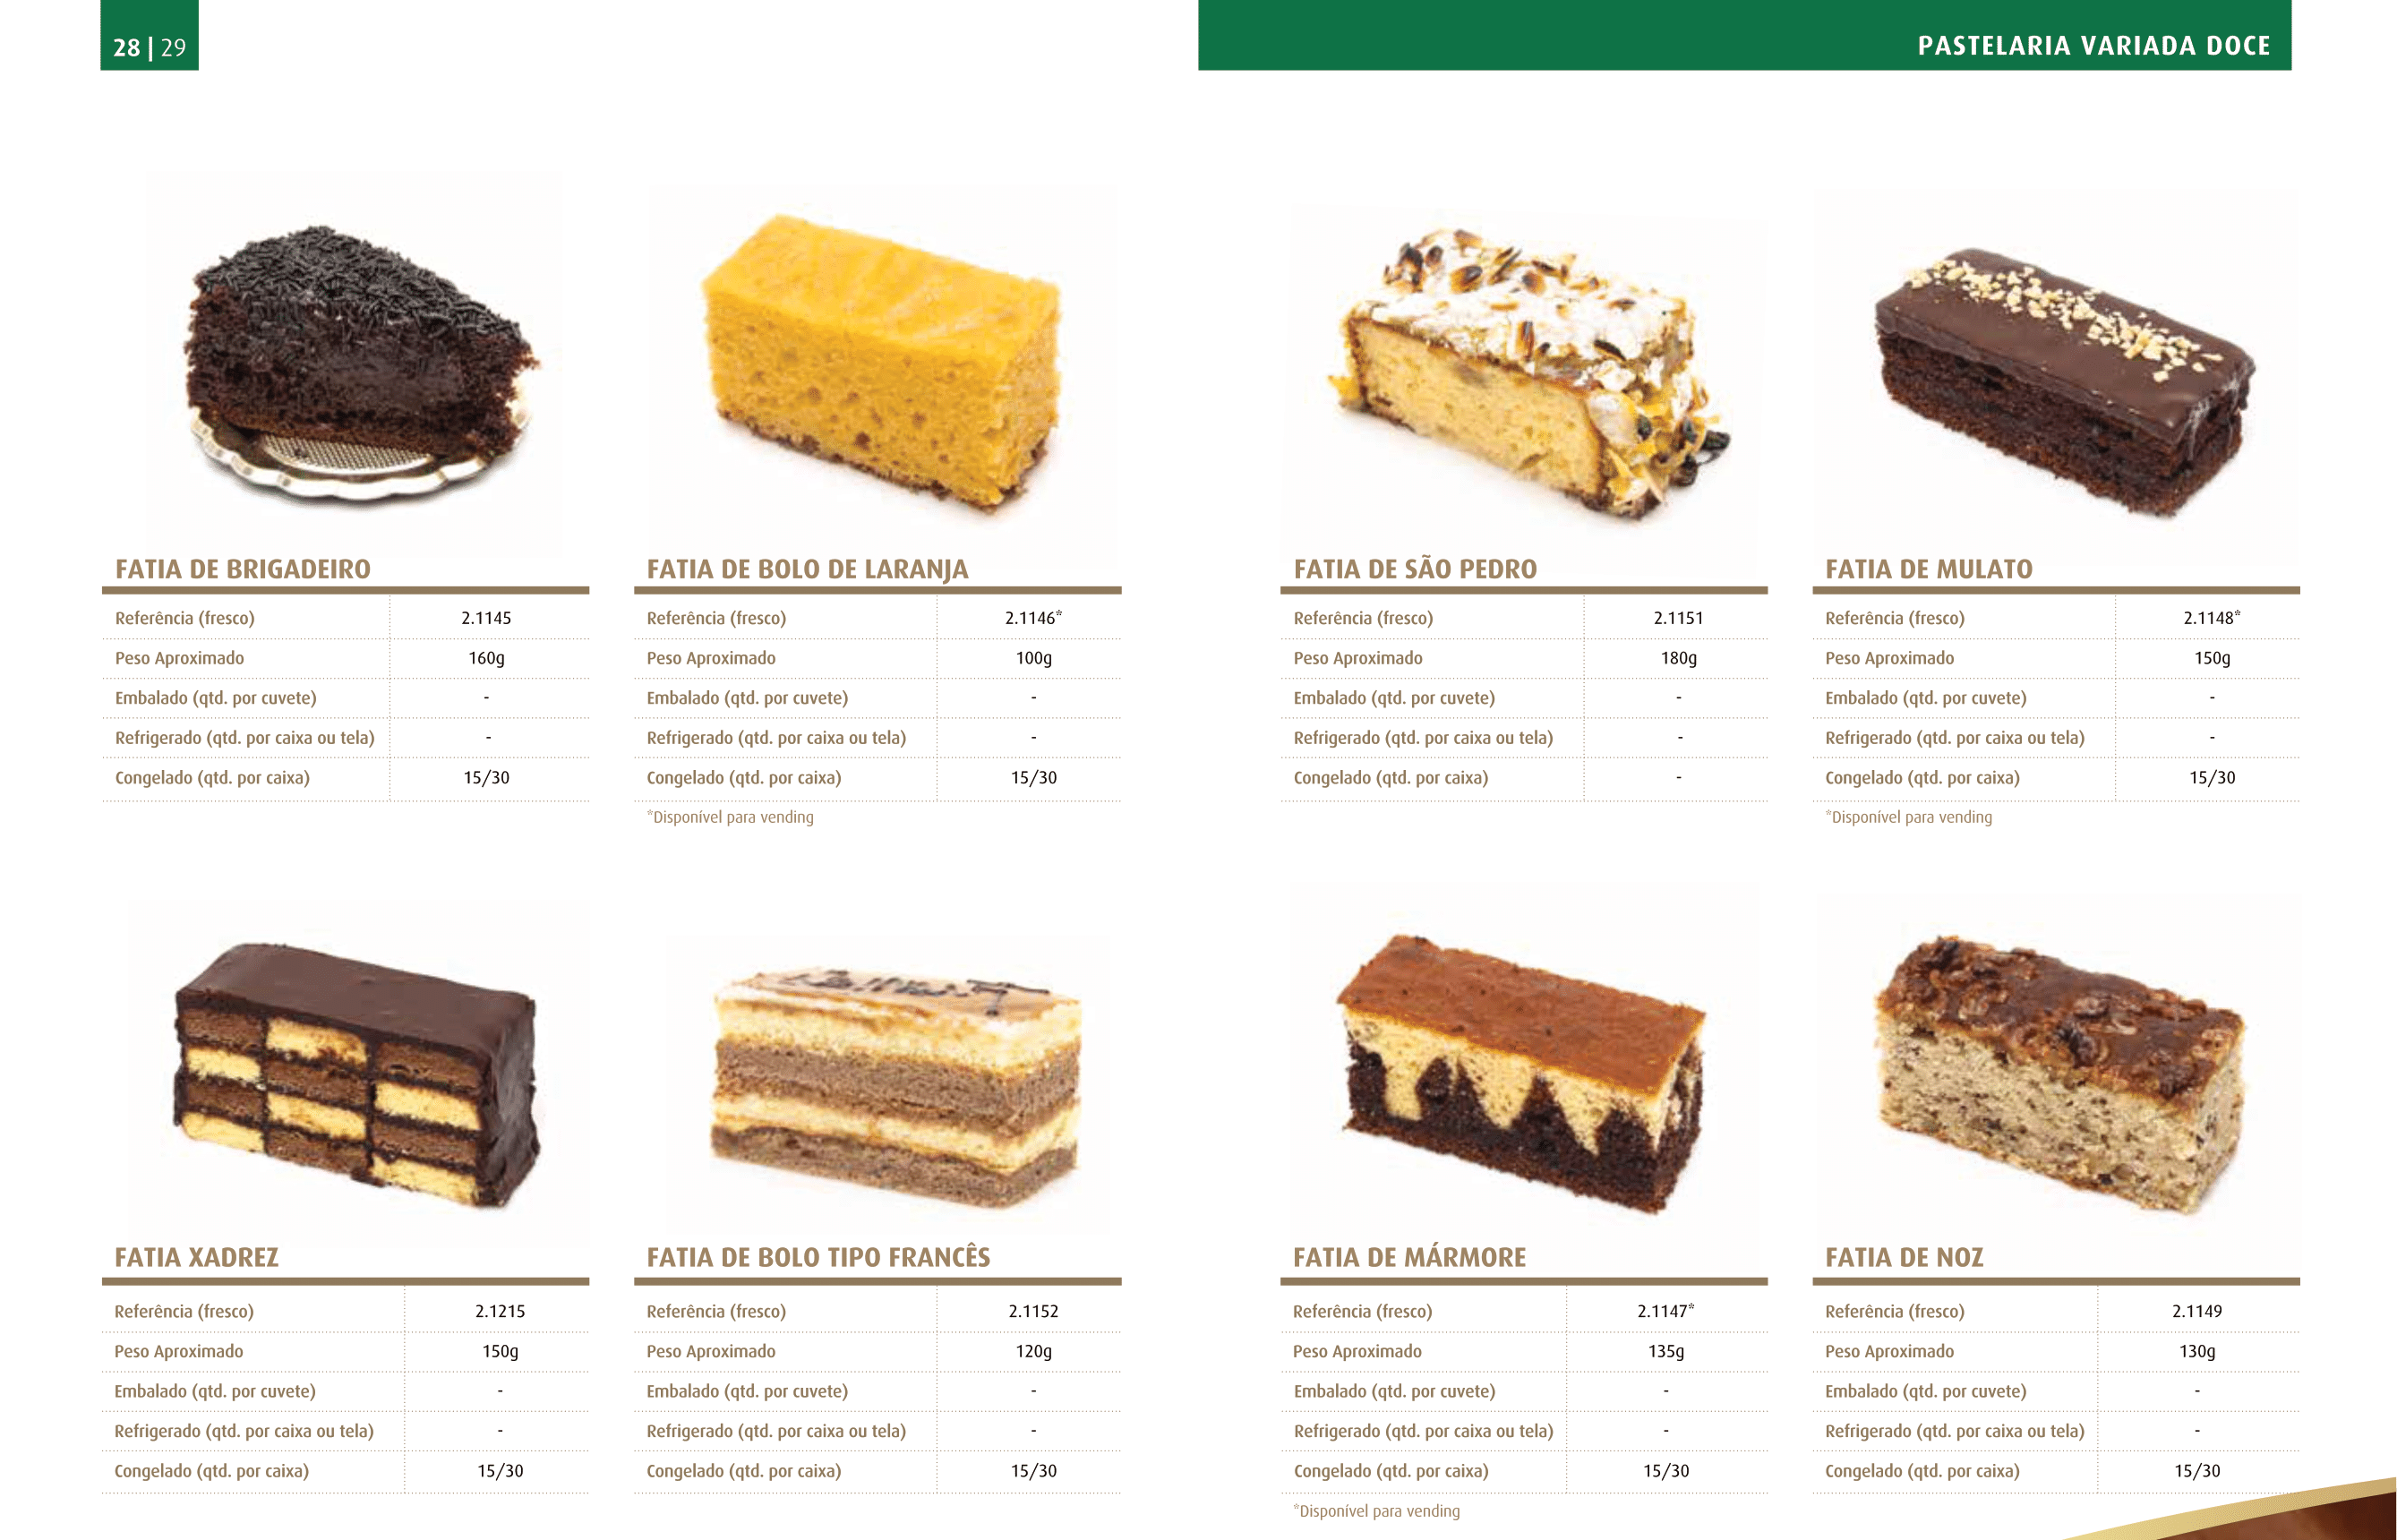 28 | 29
PASTELARIA VARIADA DOCE
FATIA DE BRIGADEIRO
Referência (fresco) 2.1145
Peso Aproximado 160g
Embalado (qtd. por cuvete) -
Refrigerado (qtd. por caixa ou tela) -
Congelado (qtd. por caixa) 15/30
FATIA DE BOLO DE LARANJA
Referência (fresco) 2.1146*
Peso Aproximado 100g
Embalado (qtd. por cuvete) -
Refrigerado (qtd. por caixa ou tela) -
Congelado (qtd. por caixa) 15/30
*Disponível para vending
FATIA DE SÃO PEDRO
Referência (fresco) 2.1151
Peso Aproximado 180g
Embalado (qtd. por cuvete) -
Refrigerado (qtd. por caixa ou tela) -
Congelado (qtd. por caixa) -
FATIA DE MULATO
Referência (fresco) 2.1148*
Peso Aproximado 150g
Embalado (qtd. por cuvete) -
Refrigerado (qtd. por caixa ou tela) -
Congelado (qtd. por caixa) 15/30
*Disponível para vending
FATIA XADREZ
Referência (fresco) 2.1215
Peso Aproximado 150g
Embalado (qtd. por cuvete) -
Refrigerado (qtd. por caixa ou tela) -
Congelado (qtd. por caixa) 15/30
FATIA DE BOLO TIPO FRANCÊS
Referência (fresco) 2.1152
Peso Aproximado 120g
Embalado (qtd. por cuvete) -
Refrigerado (qtd. por caixa ou tela) -
Congelado (qtd. por caixa) 15/30
FATIA DE MÁRMORE
Referência (fresco) 2.1147*
Peso Aproximado 135g
Embalado (qtd. por cuvete) -
Refrigerado (qtd. por caixa ou tela) -
Congelado (qtd. por caixa) 15/30
*Disponível para vending
FATIA DE NOZ
Referência (fresco) 2.1149
Peso Aproximado 130g
Embalado (qtd. por cuvete) -
Refrigerado (qtd. por caixa ou tela) -
Congelado (qtd. por caixa) 15/30